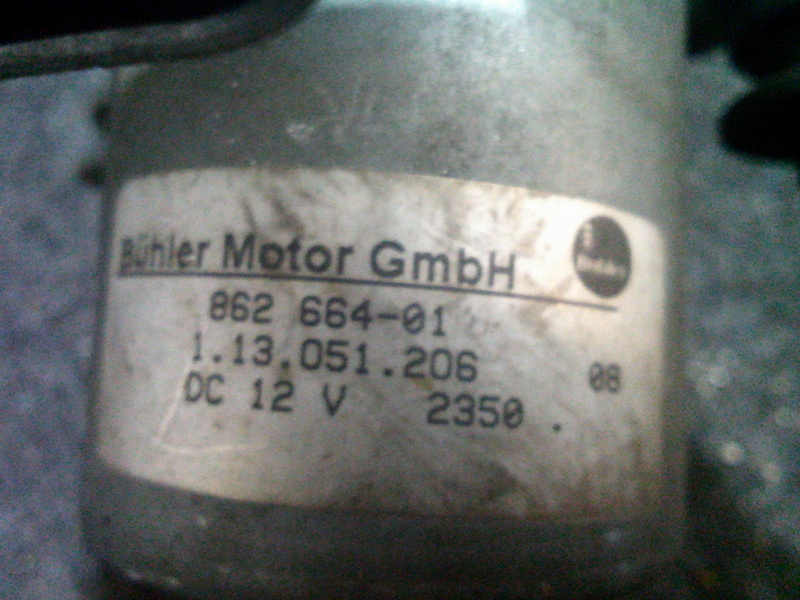 Bühler Motor GmbH
862 664-01
1.13.051.206
08
DC 12 V 2350 .